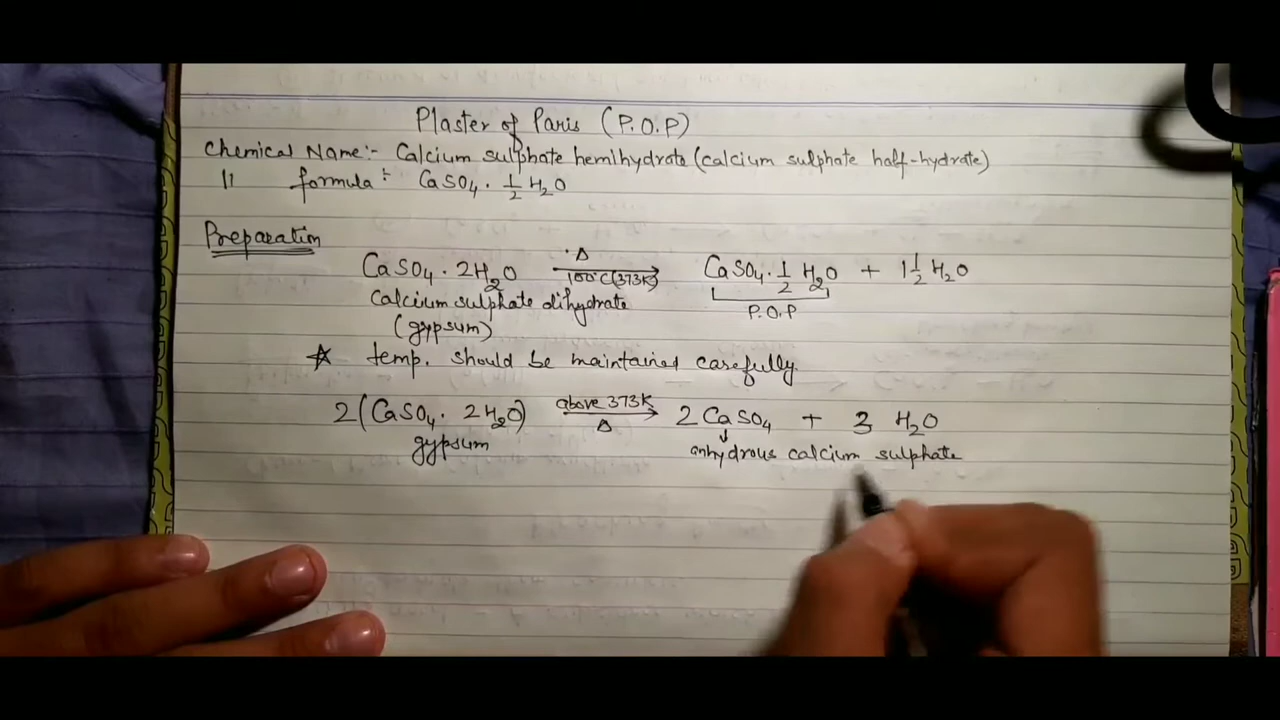 Plaster of Paris (P.O.P)
Chemical Name:- Calcium sulphate hemihydrate (calcium sulphate half-hydrate)
〃 formula:- CaSO₄ · 1/2 H₂O
Preparation
CaSO₄ · 2H₂O —Δ 100°C (373K)→ CaSO₄ · 1/2 H₂O + 1 1/2 H₂O
Calcium sulphate dihydrate P.O.P
(gypsum)
☆ temp. should be maintained carefully.
2(CaSO₄ · 2H₂O) —above 373K Δ→ 2CaSO₄ + 3 H₂O
gypsum anhydrous calcium sulphate